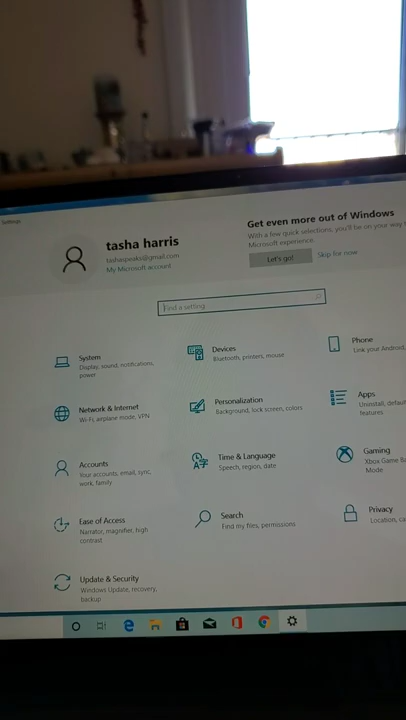 Settings
tasha harris
tashaspeaks@gmail.com
My Microsoft account
Get even more out of Windows
With a few quick selections, you'll be on your way
Microsoft experience.
Let's go!
Skip for now
Find a setting
System
Display, sound, notifications,
power
Devices
Bluetooth, printers, mouse
Phone
Link your Android
Network & Internet
Wi-Fi, airplane mode, VPN
Personalization
Background, lock screen, colors
Apps
Uninstall,
features
Accounts
Your accounts, email, sync,
work, family
Time & Language
Speech, region, date
Gaming
Xbox Game
Mode
Ease of Access
Narrator, magnifier, high
contrast
Search
Find my files, permissions
Privacy
Location,
Update & Security
Windows Update, recovery,
backup